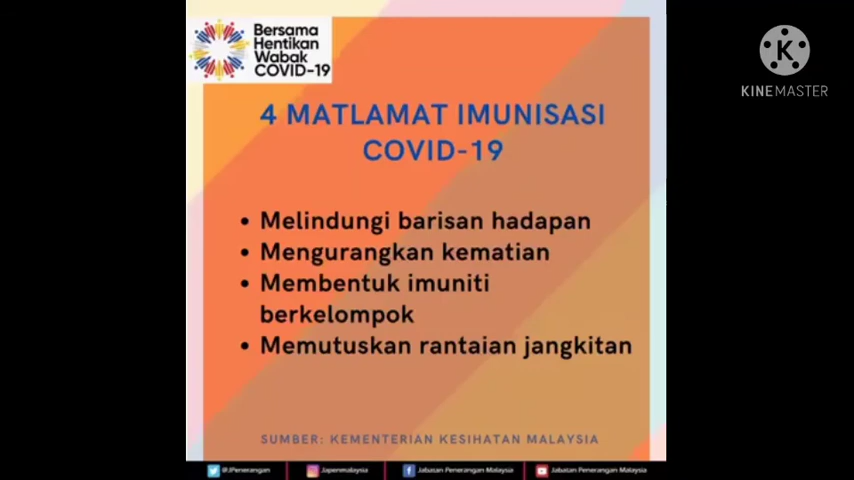 Bersama
Hentikan
Wabak
COVID-19
KINEMASTER
4 MATLAMAT IMUNISASI
COVID-19
• Melindungi barisan hadapan
• Mengurangkan kematian
• Membentuk imuniti
berkelompok
• Memutuskan rantaian jangkitan
SUMBER: KEMENTERIAN KESIHATAN MALAYSIA
@JPenerangan
Japenmalaysia
Jabatan Penerangan Malaysia
Jabatan Penerangan Malaysia